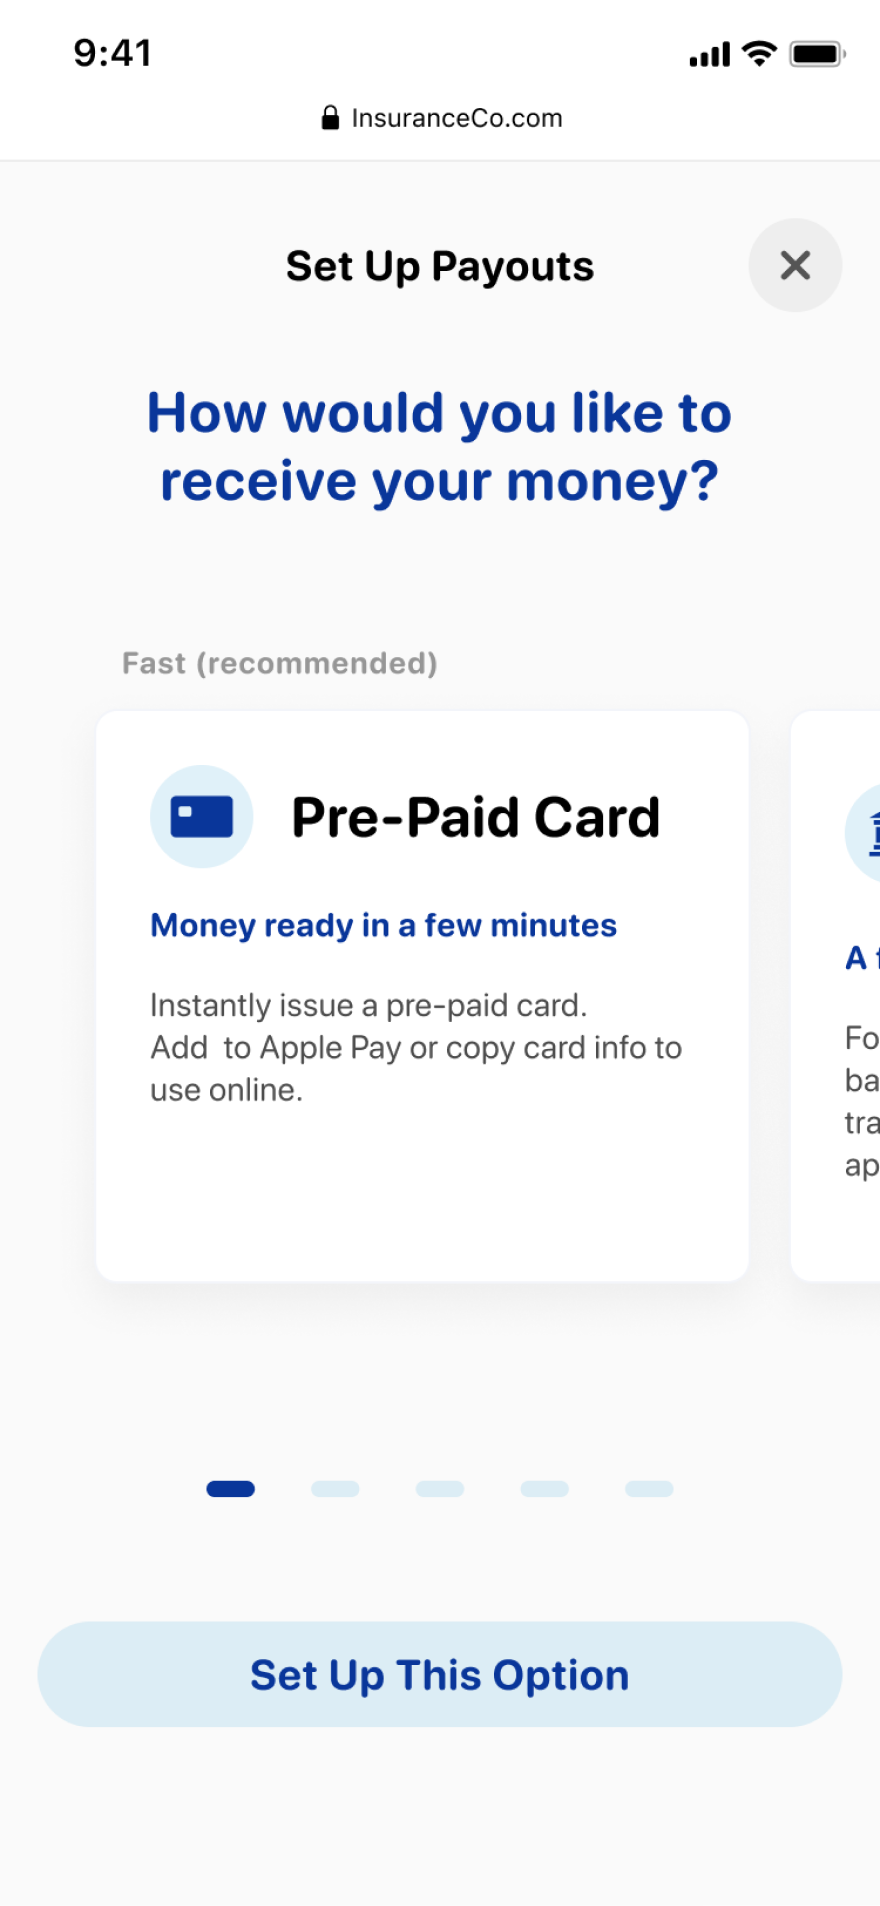 9:41
InsuranceCo.com
Set Up Payouts
How would you like to
receive your money?
Fast (recommended)
Pre-Paid Card
Money ready in a few minutes
Instantly issue a pre-paid card.
Add  to Apple Pay or copy card info to
use online.
A
Set Up This Option